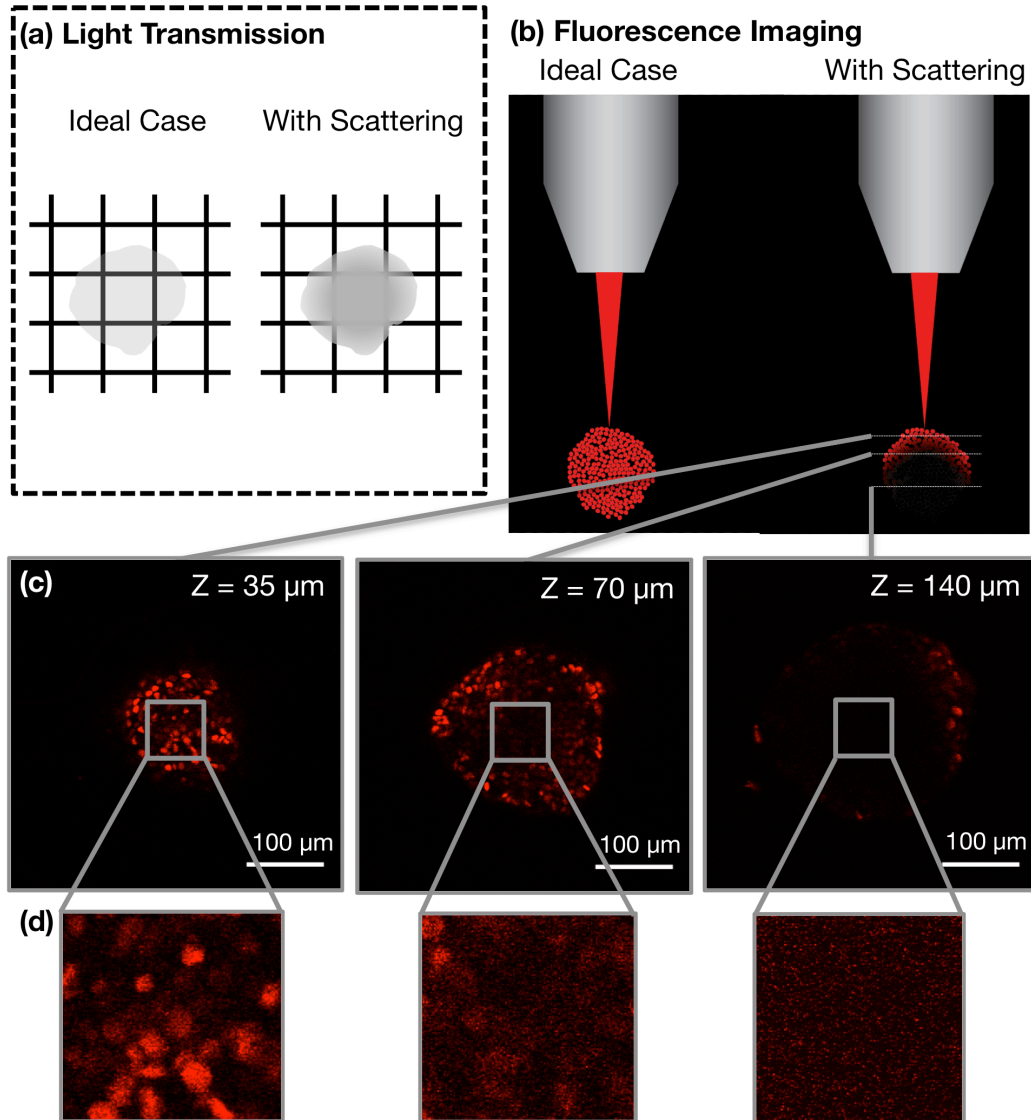 (a) Light Transmission
Ideal Case
With Scattering
(b) Fluorescence Imaging
Ideal Case
With Scattering
(c)
Z = 35 μm
100 μm
Z = 70 μm
100 μm
Z = 140 μm
100 μm
(d)